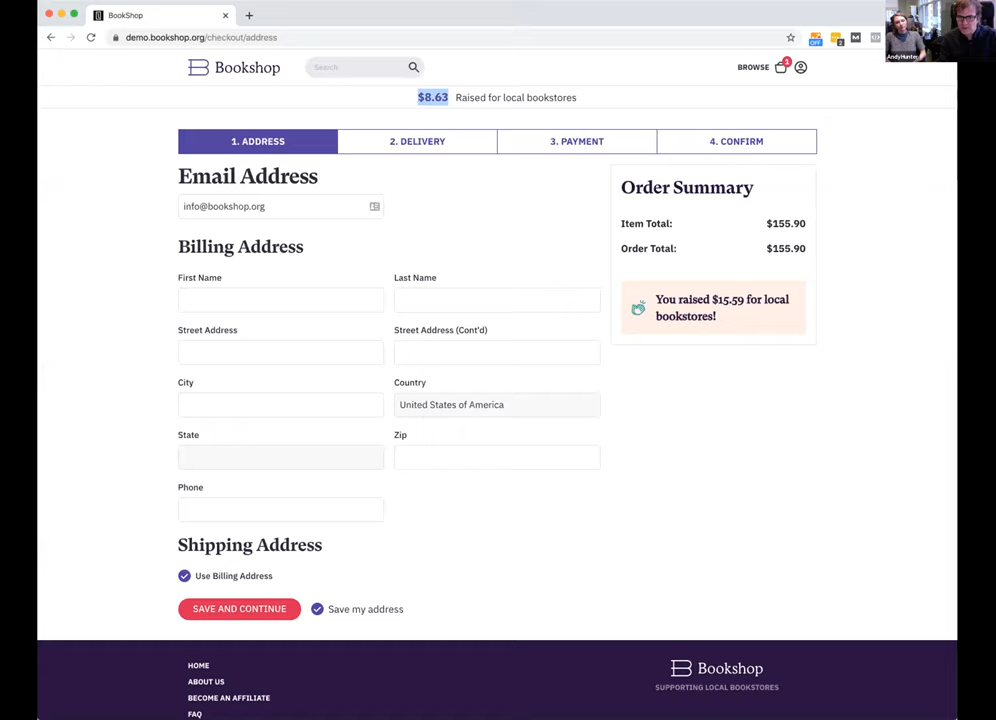 BookShop
demo.bookshop.org/checkout/address
OFF
2
AndyHunter
Bookshop
Search
BROWSE
1
$8.63 Raised for local bookstores
1. ADDRESS
2. DELIVERY
3. PAYMENT
4. CONFIRM
Email Address
info@bookshop.org
Billing Address
First Name
Last Name
Street Address
Street Address (Cont'd)
City
Country
United States of America
State
Zip
Phone
Shipping Address
Use Billing Address
SAVE AND CONTINUE
Save my address
Order Summary
Item Total: $155.90
Order Total: $155.90
You raised $15.59 for local
bookstores!
HOME
ABOUT US
BECOME AN AFFILIATE
FAQ
Bookshop
SUPPORTING LOCAL BOOKSTORES